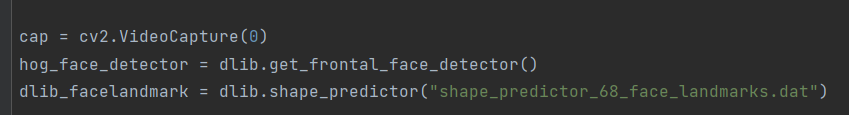 cap = cv2.VideoCapture(0)
hog_face_detector = dlib.get_frontal_face_detector()
dlib_facelandmark = dlib.shape_predictor("shape_predictor_68_face_landmarks.dat")